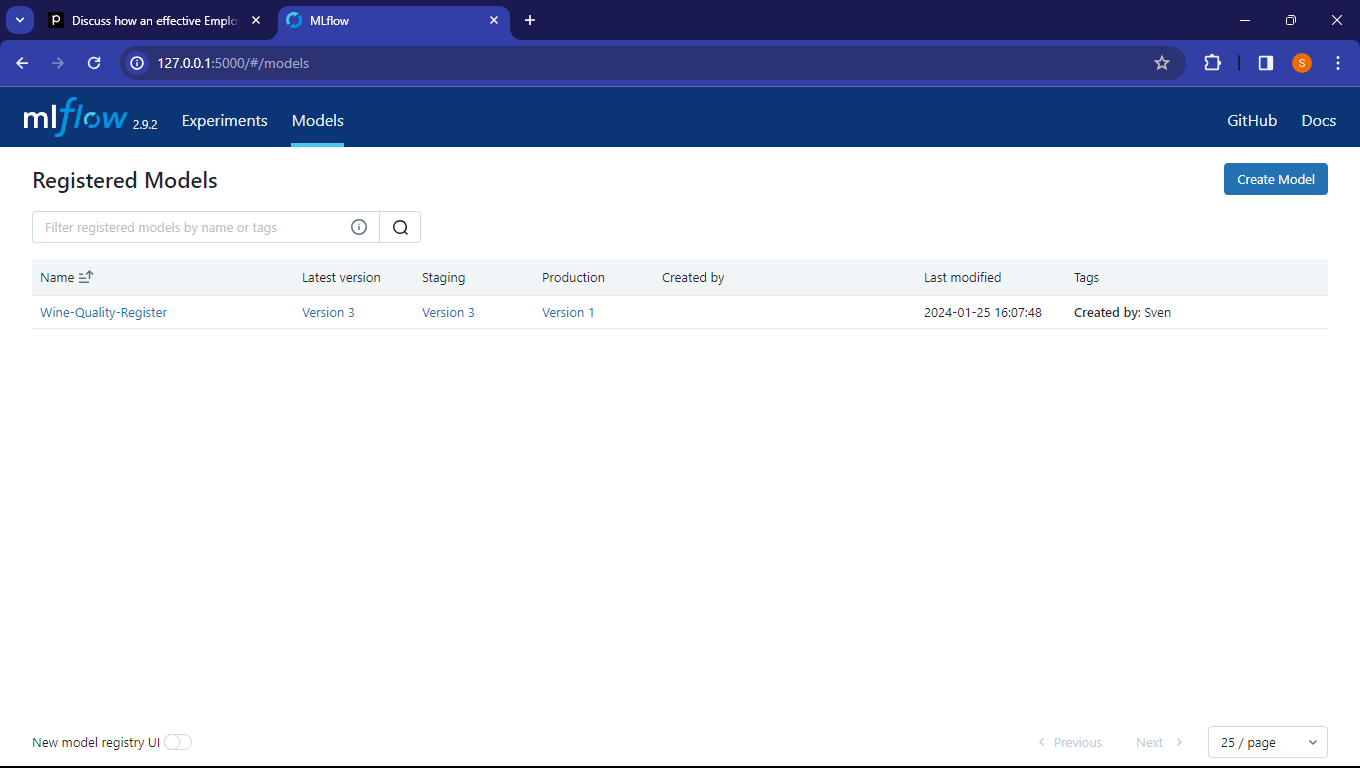 Discuss how an effective Emplo
MLflow
127.0.0.1:5000/#/models
S
mlflow 2.9.2 Experiments Models GitHub Docs
Registered Models
Create Model
Filter registered models by name or tags
Name Latest version Staging Production Created by Last modified Tags
Wine-Quality-Register Version 3 Version 3 Version 1 2024-01-25 16:07:48 Created by: Sven
New model registry UI Previous Next 25 / page